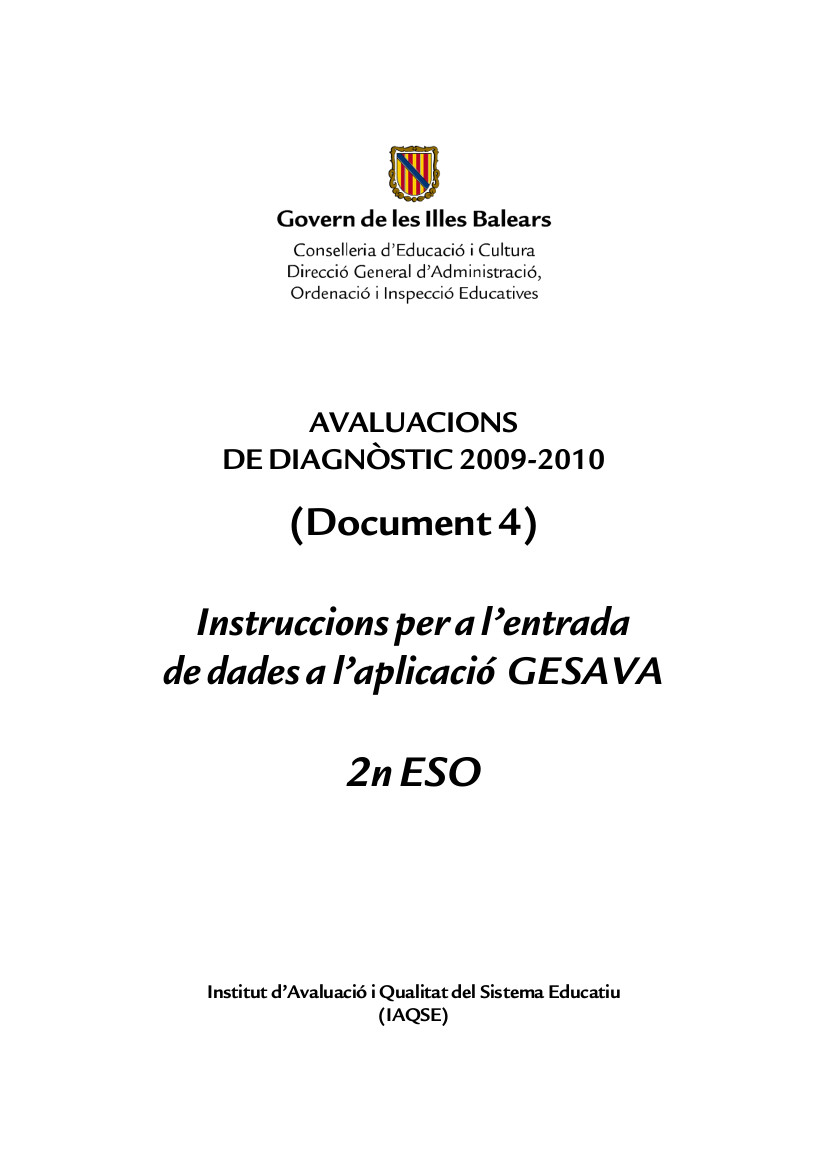 Govern de les Illes Balears
Conselleria d'Educació i Cultura
Direcció General d'Administració,
Ordenació i Inspecció Educatives
AVALUACIONS
DE DIAGNÒSTIC 2009-2010
(Document 4)
Instruccions per a l'entrada
de dades a l'aplicació GESAVA
2n ESO
Institut d'Avaluació i Qualitat del Sistema Educatiu
(IAQSE)